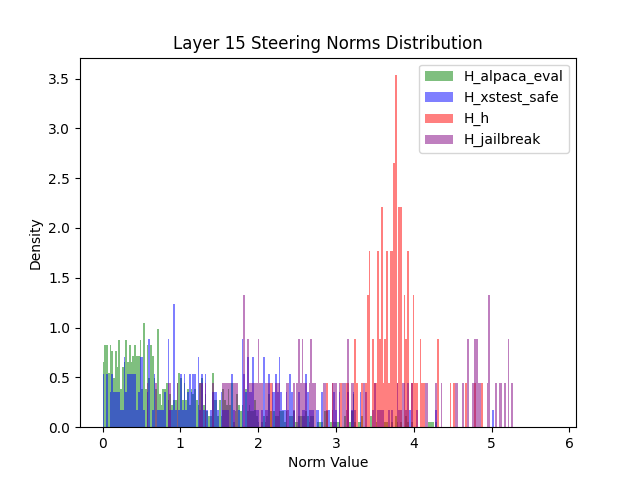 Layer 15 Steering Norms Distribution
H_alpaca_eval
H_xstest_safe
H_h
H_jailbreak
Density
3.5
3.0
2.5
2.0
1.5
1.0
0.5
0.0
0
1
2
3
4
5
6
Norm Value